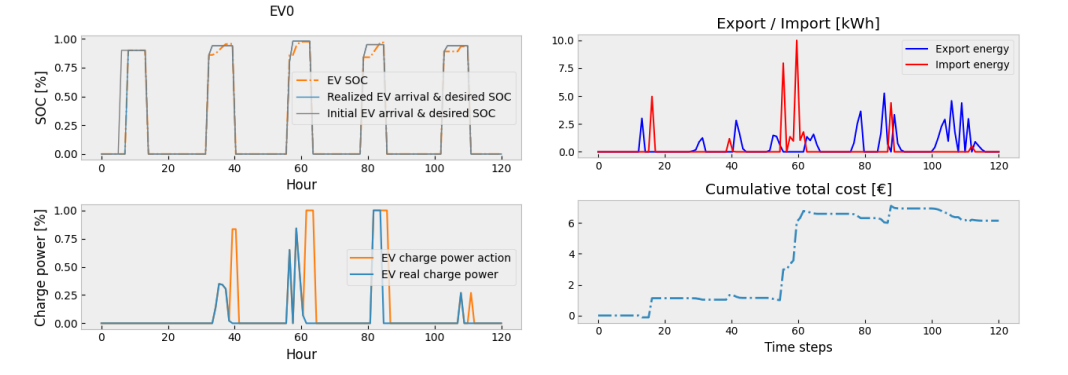 EV0
SOC [%]
1.00
0.75
0.50
0.25
0.00
EV SOC
Realized EV arrival & desired SOC
Initial EV arrival & desired SOC
0 20 40 60 80 100 120
Hour
Charge power [%]
1.00
0.75
0.50
0.25
0.00
EV charge power action
EV real charge power
0 20 40 60 80 100 120
Hour
Export / Import [kWh]
10.0
7.5
5.0
2.5
0.0
Export energy
Import energy
0 20 40 60 80 100 120
Cumulative total cost [€]
6
4
2
0
0 20 40 60 80 100 120
Time steps